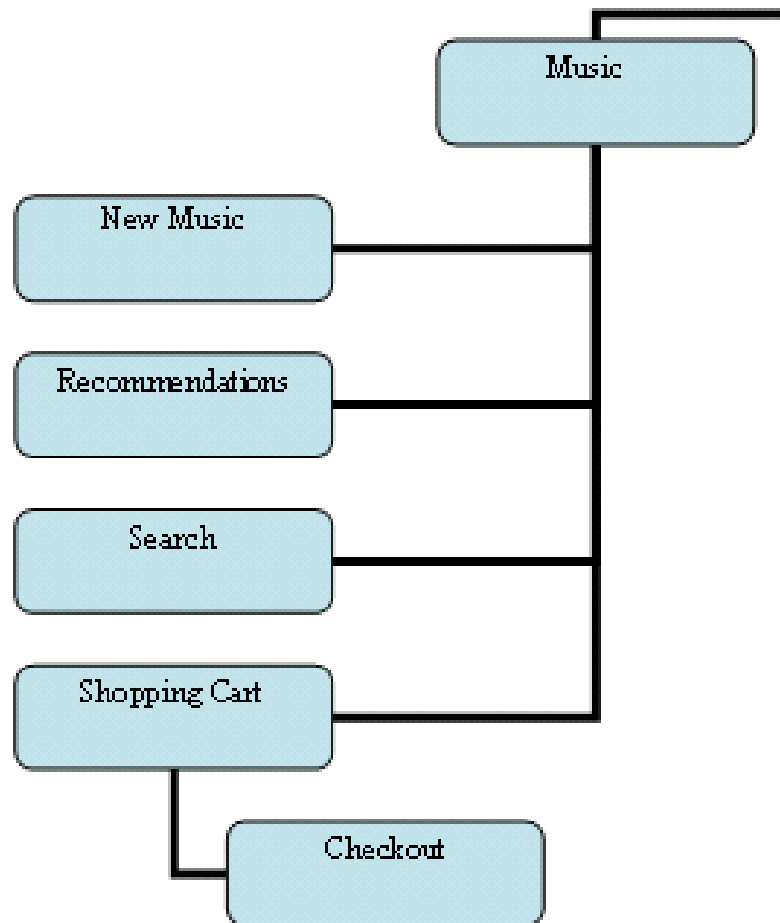 Music
New Music
Recommendations
Search
Shopping Cart
Checkout